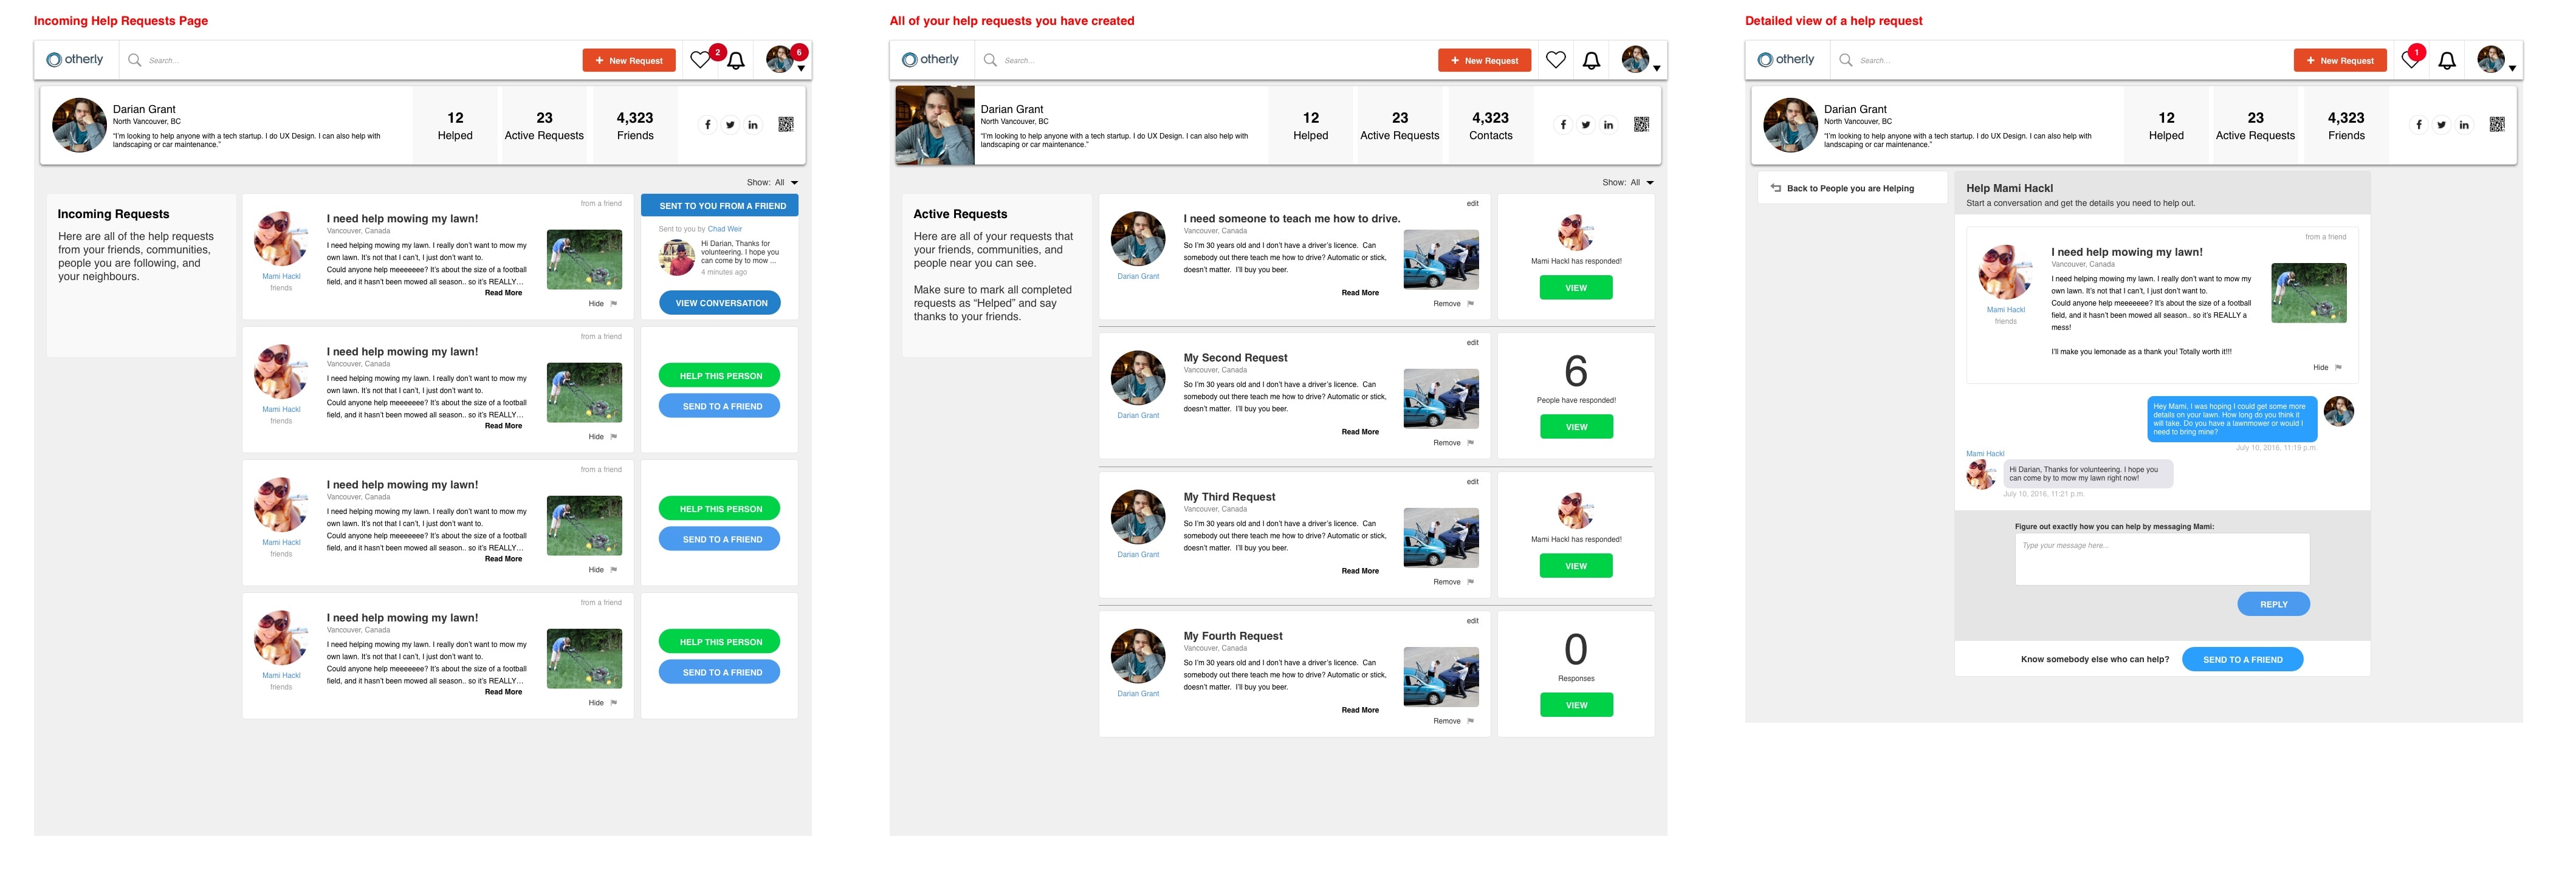 Incoming Help Requests Page
otherly
Search...
+ New Request
2
6
Darian Grant
North Vancouver, BC
"I'm looking to help anyone with a tech startup. I do UX Design. I can also help with
landscaping or car maintenance."
12
Helped
23
Active Requests
4,323
Friends
Show: All
Incoming Requests
Here are all of the help requests
from your friends, communities,
people you are following, and
your neighbours.
from a friend
I need help mowing my lawn!
Vancouver, Canada
I need helping mowing my lawn. I really don't want to mow my
own lawn. It's not that I can't, I just don't want to.
Could anyone help meeeeeee? It's about the size of a football
field, and it hasn't been mowed all season.. so it's REALLY...
Read More
Mami Hackl
friends
Hide
SENT TO YOU FROM A FRIEND
Sent to you by Chad Weir
Hi Darian, Thanks for
volunteering. I hope you
can come by to mow ...
4 minutes ago
VIEW CONVERSATION
from a friend
I need help mowing my lawn!
Vancouver, Canada
I need helping mowing my lawn. I really don't want to mow my
own lawn. It's not that I can't, I just don't want to.
Could anyone help meeeeeee? It's about the size of a football
field, and it hasn't been mowed all season.. so it's REALLY...
Read More
Mami Hackl
friends
Hide
HELP THIS PERSON
SEND TO A FRIEND
from a friend
I need help mowing my lawn!
Vancouver, Canada
I need helping mowing my lawn. I really don't want to mow my
own lawn. It's not that I can't, I just don't want to.
Could anyone help meeeeeee? It's about the size of a football
field, and it hasn't been mowed all season.. so it's REALLY...
Read More
Mami Hackl
friends
Hide
HELP THIS PERSON
SEND TO A FRIEND
from a friend
I need help mowing my lawn!
Vancouver, Canada
I need helping mowing my lawn. I really don't want to mow my
own lawn. It's not that I can't, I just don't want to.
Could anyone help meeeeeee? It's about the size of a football
field, and it hasn't been mowed all season.. so it's REALLY...
Read More
Mami Hackl
friends
Hide
HELP THIS PERSON
SEND TO A FRIEND
All of your help requests you have created
otherly
Search...
+ New Request
Darian Grant
North Vancouver, BC
"I'm looking to help anyone with a tech startup. I do UX Design. I can also help with
landscaping or car maintenance."
12
Helped
23
Active Requests
4,323
Contacts
Show: All
Active Requests
Here are all of your requests that
your friends, communities, and
people near you can see.
Make sure to mark all completed
requests as "Helped" and say
thanks to your friends.
edit
I need someone to teach me how to drive.
Vancouver, Canada
So I'm 30 years old and I don't have a driver's licence. Can
somebody out there teach me how to drive? Automatic or stick,
doesn't matter. I'll buy you beer.
Darian Grant
Read More
Remove
Mami Hackl has responded!
VIEW
edit
My Second Request
Vancouver, Canada
So I'm 30 years old and I don't have a driver's licence. Can
somebody out there teach me how to drive? Automatic or stick,
doesn't matter. I'll buy you beer.
Darian Grant
Read More
Remove
6
People have responded!
VIEW
edit
My Third Request
Vancouver, Canada
So I'm 30 years old and I don't have a driver's licence. Can
somebody out there teach me how to drive? Automatic or stick,
doesn't matter. I'll buy you beer.
Darian Grant
Read More
Remove
Mami Hackl has responded!
VIEW
edit
My Fourth Request
Vancouver, Canada
So I'm 30 years old and I don't have a driver's licence. Can
somebody out there teach me how to drive? Automatic or stick,
doesn't matter. I'll buy you beer.
Darian Grant
Read More
Remove
0
Responses
VIEW
Detailed view of a help request
otherly
Search...
+ New Request
1
Darian Grant
North Vancouver, BC
"I'm looking to help anyone with a tech startup. I do UX Design. I can also help with
landscaping or car maintenance."
12
Helped
23
Active Requests
4,323
Friends
Back to People you are Helping
Help Mami Hackl
Start a conversation and get the details you need to help out.
from a friend
I need help mowing my lawn!
Vancouver, Canada
I need helping mowing my lawn. I really don't want to mow my
own lawn. It's not that I can't, I just don't want to.
Could anyone help meeeeeee? It's about the size of a football
field, and it hasn't been mowed all season.. so it's REALLY a
mess!
I'll make you lemonade as a thank you! Totally worth it!!!
Mami Hackl
friends
Hide
Hey Mami, I was hoping I could get some more
details on your lawn. How long do you think it
will take. Do you have a lawnmower or would I
need to bring mine?
July 10, 2016, 11:19 p.m.
Mami Hackl
Hi Darian, Thanks for volunteering. I hope you
can come by to mow my lawn right now!
July 10, 2016, 11:21 p.m.
Figure out exactly how you can help by messaging Mami:
Type your message here...
REPLY
Know somebody else who can help?
SEND TO A FRIEND